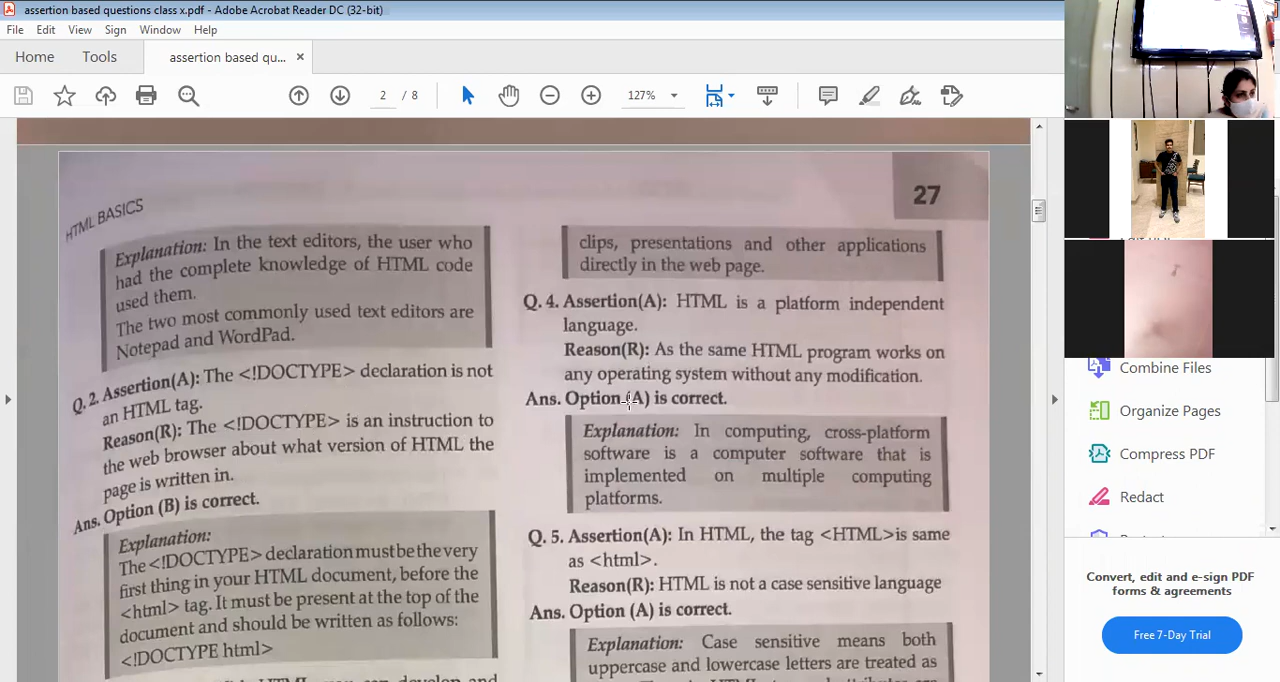 assertion based questions class x.pdf - Adobe Acrobat Reader DC (32-bit)
File Edit View Sign Window Help
Home Tools assertion based qu... ×
2 / 8 127%
HTML BASICS
27
Explanation: In the text editors, the user who
had the complete knowledge of HTML code
used them.
The two most commonly used text editors are
Notepad and WordPad.
Q. 2. Assertion(A): The <!DOCTYPE> declaration is not
an HTML tag.
Reason(R): The <!DOCTYPE> is an instruction to
the web browser about what version of HTML the
page is written in.
Ans. Option (B) is correct.
Explanation:
The <!DOCTYPE> declaration must be the very
first thing in your HTML document, before the
<html> tag. It must be present at the top of the
document and should be written as follows:
<!DOCTYPE html>
clips, presentations and other applications
directly in the web page.
Q. 4. Assertion(A): HTML is a platform independent
language.
Reason(R): As the same HTML program works on
any operating system without any modification.
Ans. Option (A) is correct.
Explanation: In computing, cross-platform
software is a computer software that is
implemented on multiple computing
platforms.
Q. 5. Assertion(A): In HTML, the tag <HTML>is same
as <html>.
Reason(R): HTML is not a case sensitive language
Ans. Option (A) is correct.
Explanation: Case sensitive means both
uppercase and lowercase letters are treated as
Combine Files
Organize Pages
Compress PDF
Redact
Convert, edit and e-sign PDF
forms & agreements
Free 7-Day Trial